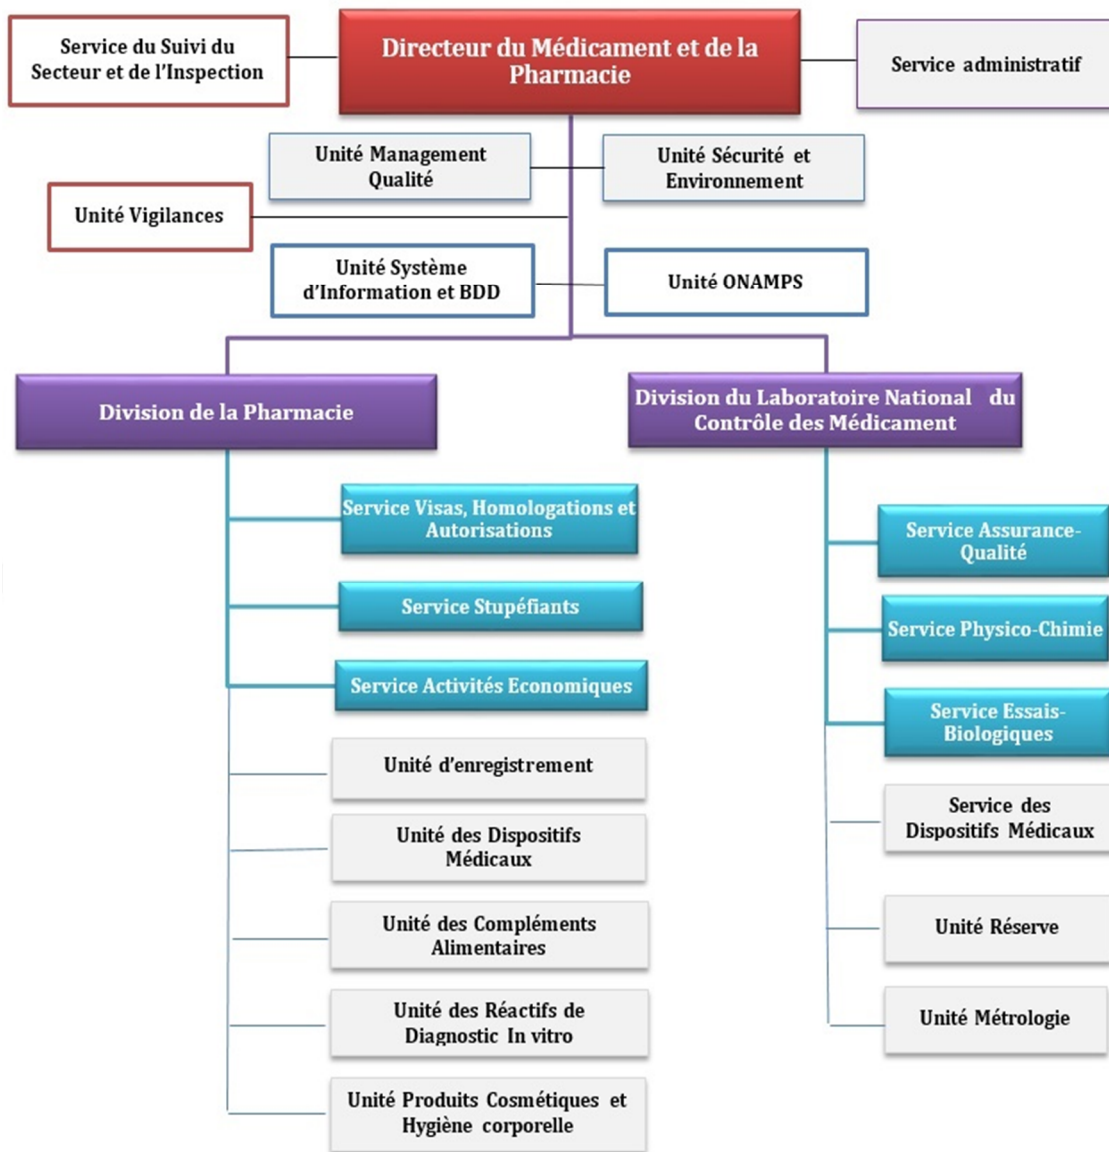 Service du Suivi du
Secteur et de l'Inspection
Directeur du Médicament et de la
Pharmacie
Service administratif
Unité Management
Qualité
Unité Sécurité et
Environnement
Unité Vigilances
Unité Système
d'Information et BDD
Unité ONAMPS
Division de la Pharmacie
Division du Laboratoire National du
Contrôle des Médicament
Service Visas, Homologations et
Autorisations
Service Stupéfiants
Service Activités Economiques
Unité d'enregistrement
Unité des Dispositifs
Médicaux
Unité des Compléments
Alimentaires
Unité des Réactifs de
Diagnostic In vitro
Unité Produits Cosmétiques et
Hygiène corporelle
Service Assurance-
Qualité
Service Physico-Chimie
Service Essais-
Biologiques
Service des
Dispositifs Médicaux
Unité Réserve
Unité Métrologie